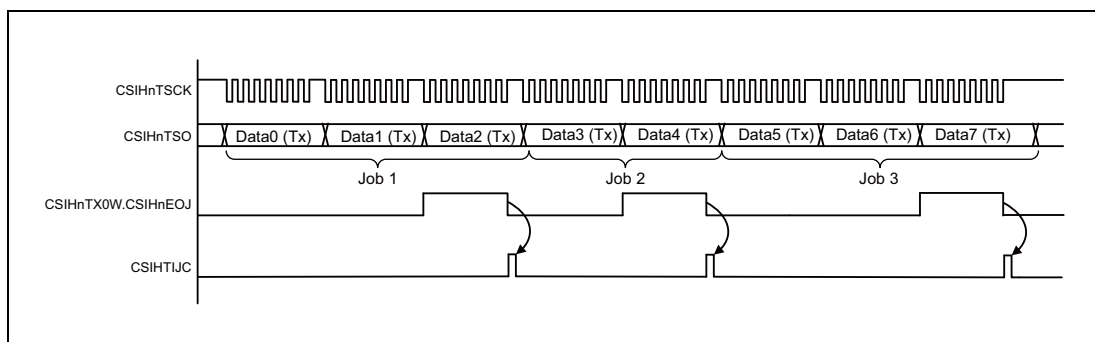 CSIHnTSCK
CSIHnTSO
Data0 (Tx) Data1 (Tx) Data2 (Tx) Data3 (Tx) Data4 (Tx) Data5 (Tx) Data6 (Tx) Data7 (Tx)
Job 1 Job 2 Job 3
CSIHnTX0W.CSIHnEOJ
CSIHTIJC